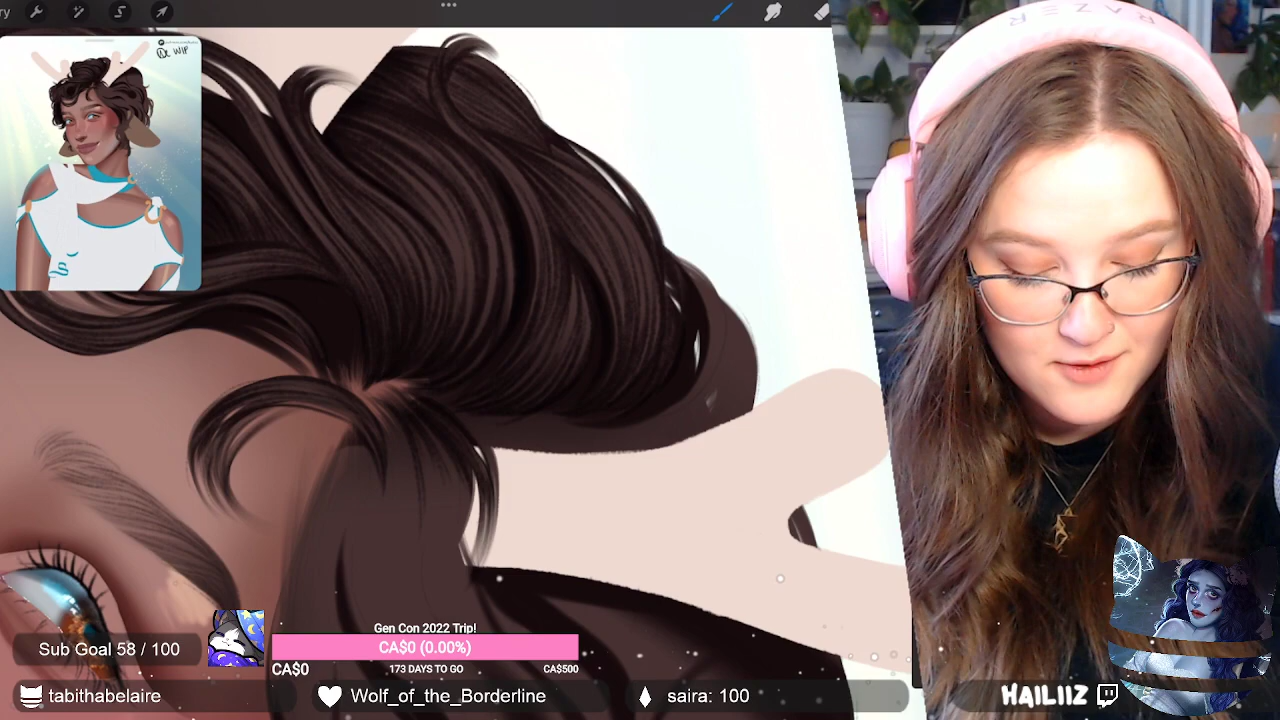 ry
WIP
RAZER
Gen Con 2022 Trip!
CA$0 (0.00%)
CA$0
173 DAYS TO GO
CA$500
Sub Goal 58 / 100
tabithabelaire
Wolf_of_the_Borderline
saira: 100
HAILIIZ